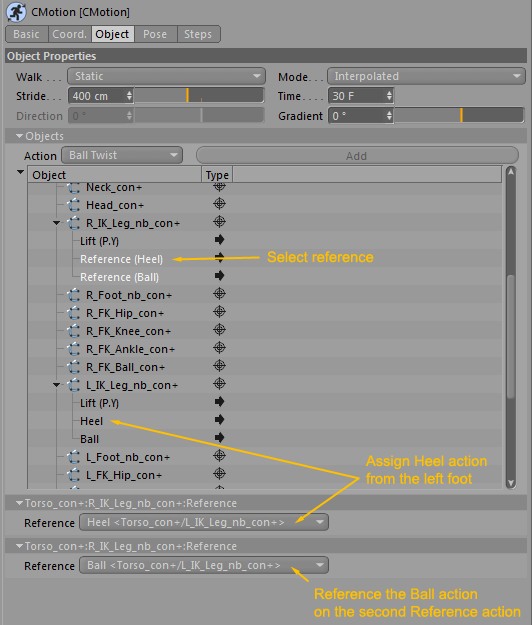 CMotion [CMotion]
Basic Coord. Object Pose Steps
Object Properties
Walk . . . Static Mode . . . Interpolated
Stride. . . 400 cm Time. . . . 30 F
Direction 0 ° Gradient 0 °
Objects
Action Ball Twist Add
Object Type
Neck_con+
Head_con+
R_IK_Leg_nb_con+
Lift (P.Y)
Reference (Heel) Select reference
Reference (Ball)
R_Foot_nb_con+
R_FK_Hip_con+
R_FK_Knee_con+
R_FK_Ankle_con+
R_FK_Ball_con+
L_IK_Leg_nb_con+
Lift (P.Y)
Heel
Ball
L_Foot_nb_con+
L_FK_Hip_con+
Assign Heel action
from the left foot
Torso_con+:R_IK_Leg_nb_con+:Reference
Reference Heel <Torso_con+/L_IK_Leg_nb_con+>
Torso_con+:R_IK_Leg_nb_con+:Reference
Reference Ball <Torso_con+/L_IK_Leg_nb_con+>
Reference the Ball action
on the second Reference action